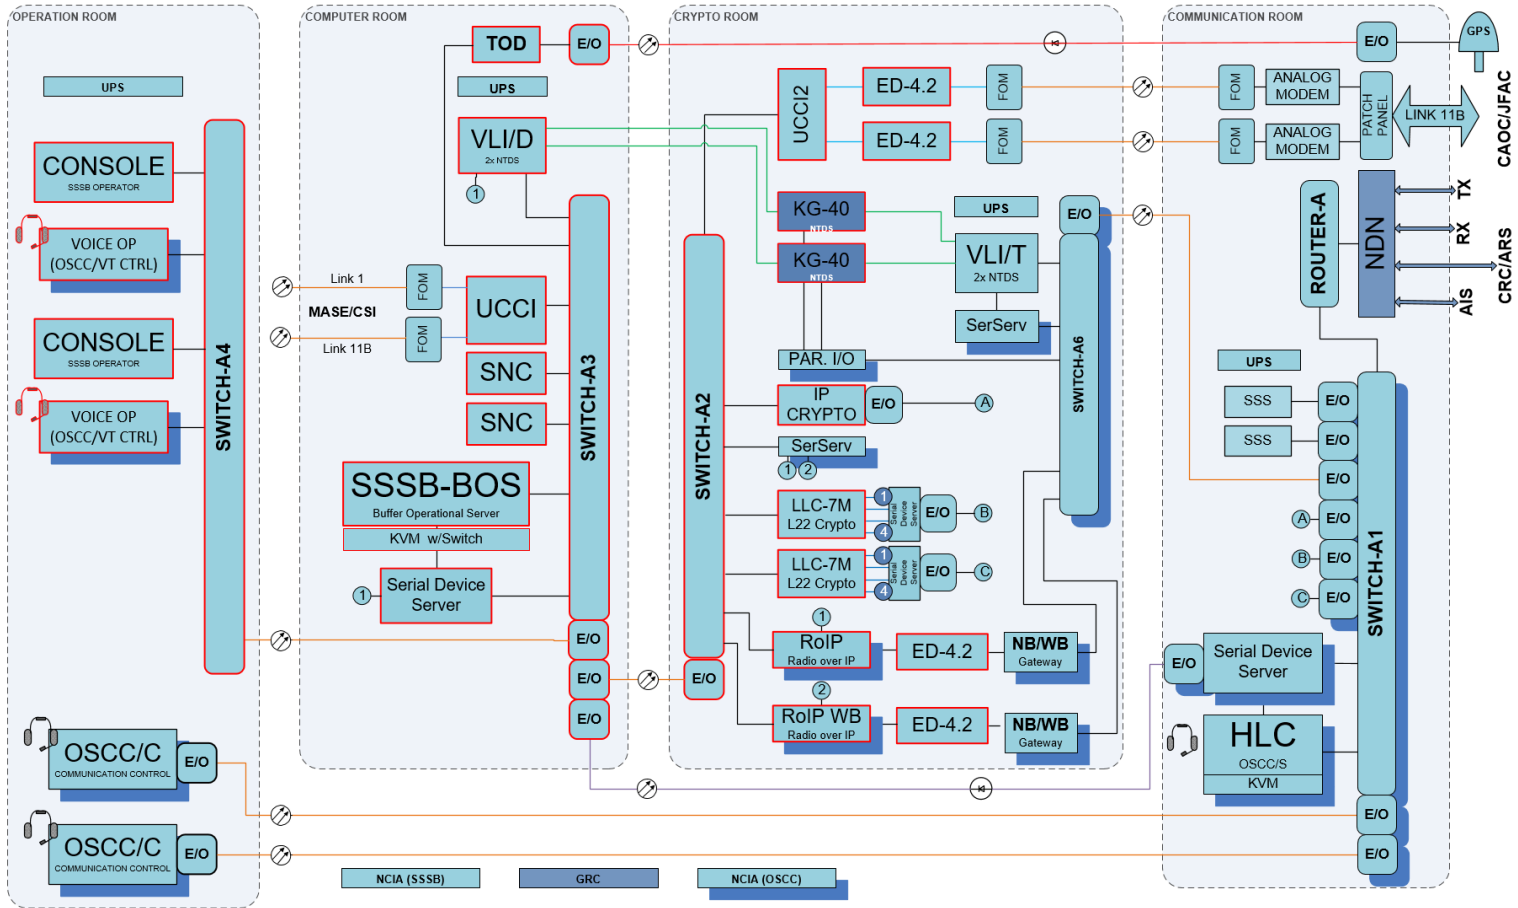 OPERATION ROOM
UPS
CONSOLE
SSSB OPERATOR
VOICE OP
(OSCC/VT CTRL)
CONSOLE
SSSB OPERATOR
VOICE OP
(OSCC/VT CTRL)
SWITCH-A4
OSCC/C
COMMUNICATION CONTROL
E/O
OSCC/C
COMMUNICATION CONTROL
E/O
COMPUTER ROOM
TOD
E/O
UPS
VLI/D
2x NTDS
1
Link 1
FOM
MASE/CSI
UCCI
Link 11B
FOM
SNC
SNC
SSSB-BOS
Buffer Operational Server
KVM w/Switch
Serial Device
Server
1
SWITCH-A3
E/O
E/O
E/O
CRYPTO ROOM
UCCI2
ED-4.2
FOM
ED-4.2
FOM
KG-40
NTDS
KG-40
NTDS
UPS
VLI/T
2x NTDS
SerServ
E/O
SWITCH-A6
PAR. I/O
IP
CRYPTO
E/O
A
SerServ
1
2
LLC-7M
L22 Crypto
1
4
Serial
Device
Server
E/O
B
LLC-7M
L22 Crypto
1
4
Serial
Device
Server
E/O
C
1
RoIP
Radio over IP
ED-4.2
NB/WB
Gateway
2
RoIP WB
Radio over IP
ED-4.2
NB/WB
Gateway
SWITCH-A2
E/O
COMMUNICATION ROOM
E/O
GPS
FOM
ANALOG
MODEM
FOM
ANALOG
MODEM
PATCH
PANEL
LINK 11B
CAOC/JFAC
ROUTER-A
NDN
TX
RX
CRC/ARS
AIS
UPS
SSS
E/O
SSS
E/O
E/O
A
E/O
B
E/O
C
E/O
SWITCH-A1
E/O
Serial Device
Server
HLC
OSCC/S
KVM
E/O
E/O
NCIA (SSSB)
GRC
NCIA (OSCC)